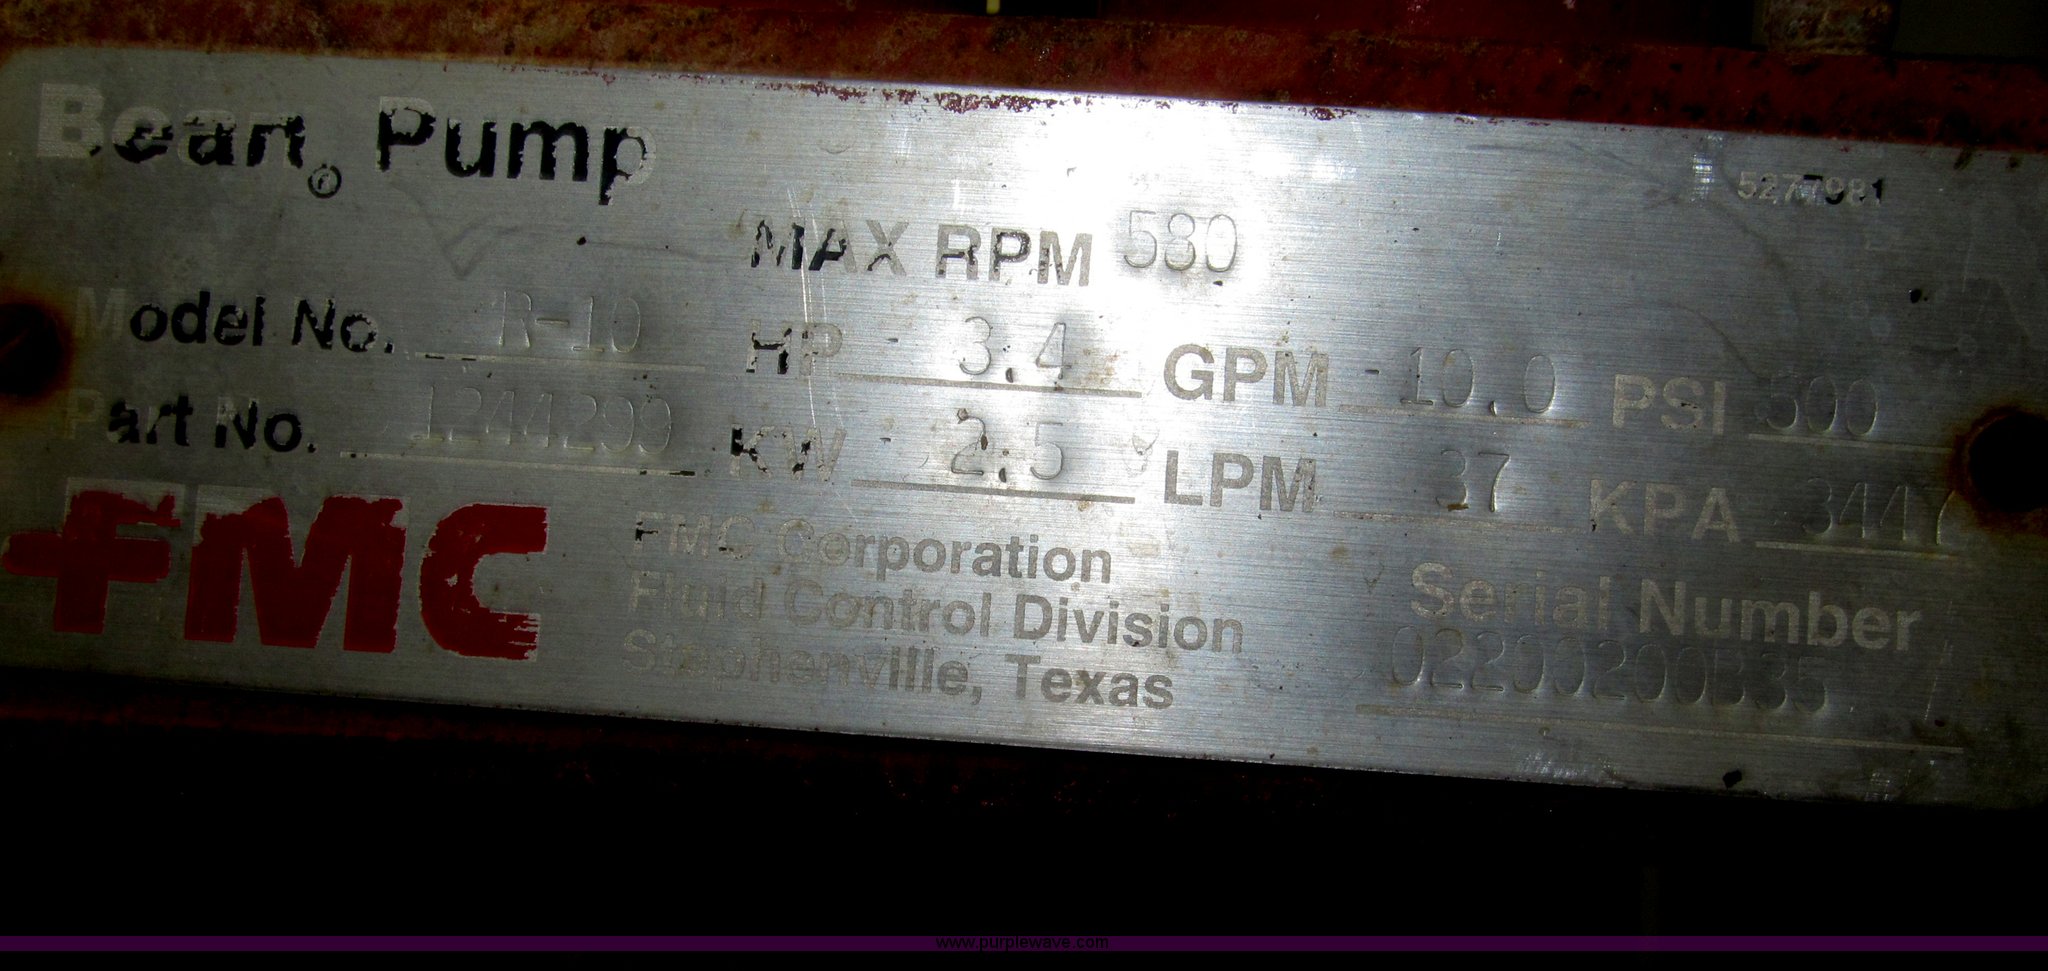 Bean® Pump
5277981
MAX RPM 580
Model No. R-10 HP 3.4 GPM 10.0 PSI 500
Part No. 1244299 KW 2.5 LPM 37 KPA 3447
FMC
FMC Corporation
Fluid Control Division
Stephenville, Texas
Serial Number
www.purplewave.com